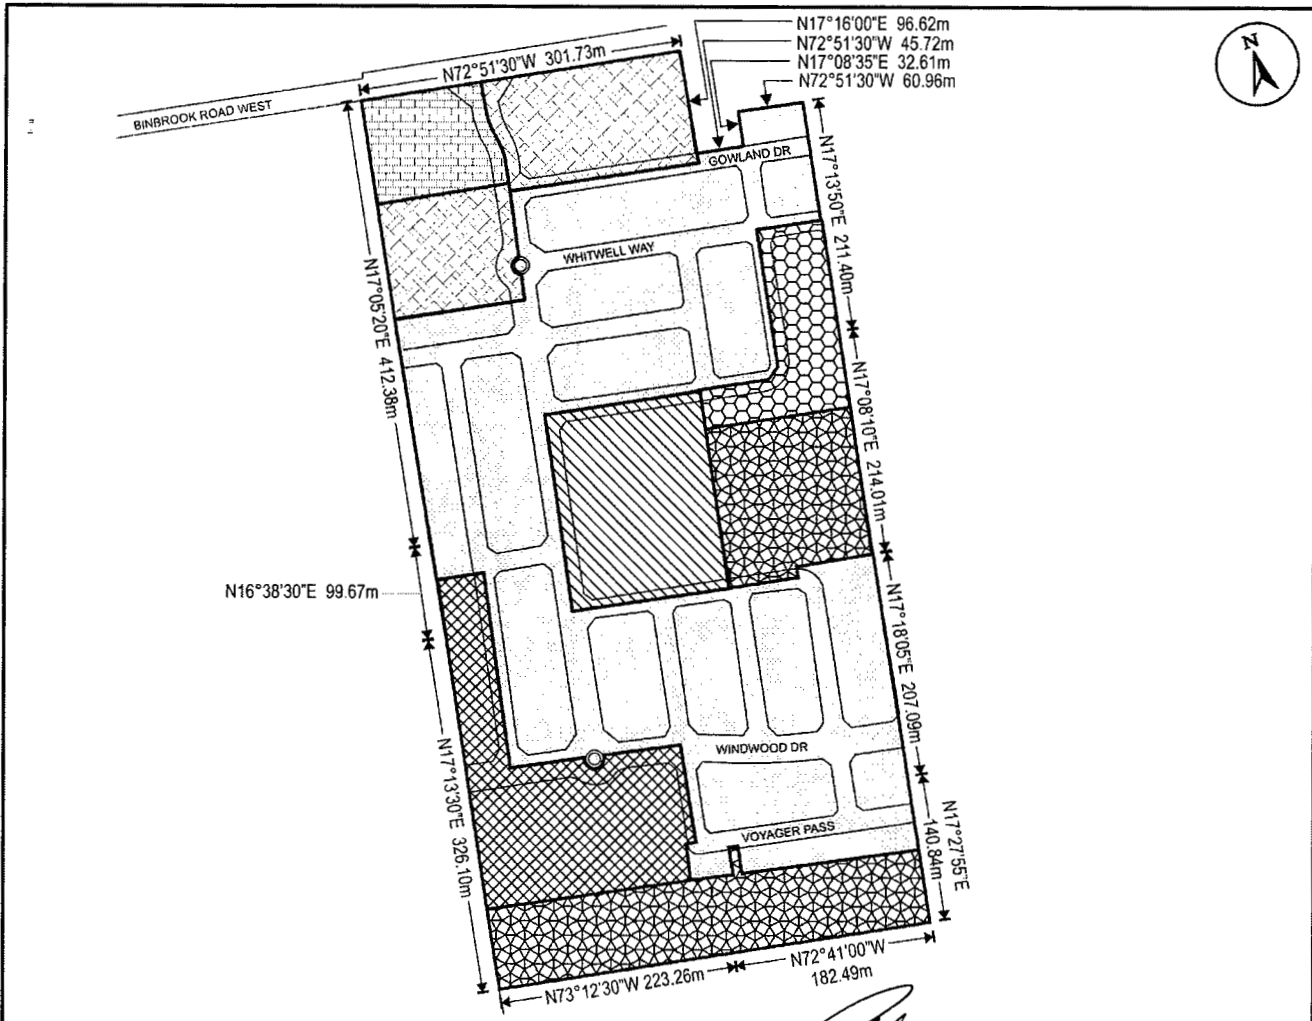 N17°16'00"E 96.62m
N72°51'30"W 45.72m
N17°08'35"E 32.61m
N72°51'30"W 60.96m
N
N72°51'30"W 301.73m
BINBROOK ROAD WEST
GOWLAND DR
N17°13'50"E 211.40m
WHITWELL WAY
N17°05'20"E 412.38m
N17°08'10"E 214.01m
N16°38'30"E 99.67m
N17°18'05"E 207.09m
WINDWOOD DR
N17°13'30"E 326.10m
VOYAGER PASS
N17°27'55"E
140.84m
N73°12'30"W 223.26m
N72°41'00"W
182.49m